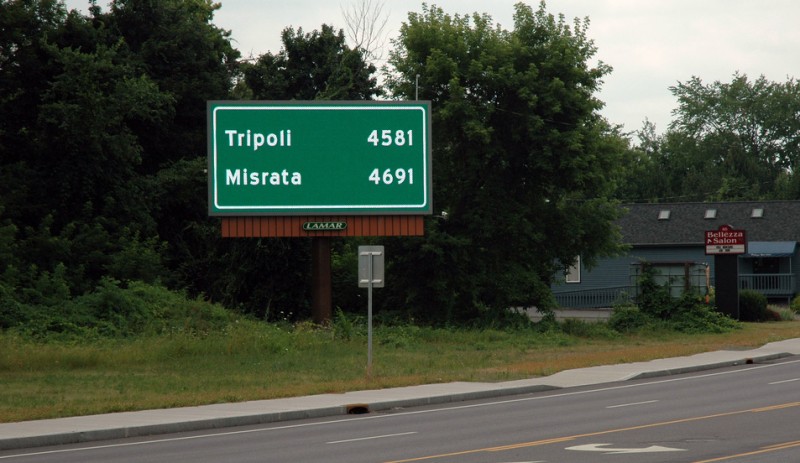 Tripoli 4581
Misrata 4691
LAMAR
Bellezza
Salon